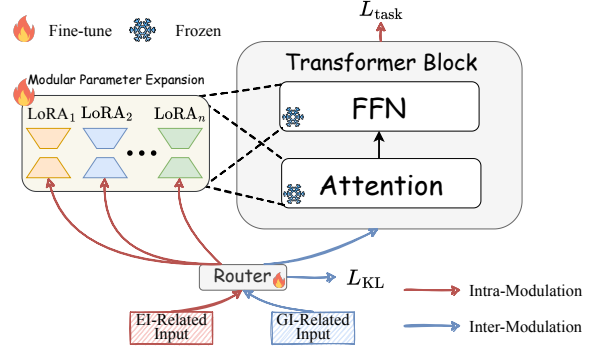 Fine-tune
Frozen
L_task
Modular Parameter Expansion
LoRA_1 LoRA_2 LoRA_n
Transformer Block
FFN
Attention
Router
L_KL
EI-Related
Input
GI-Related
Input
Intra-Modulation
Inter-Modulation